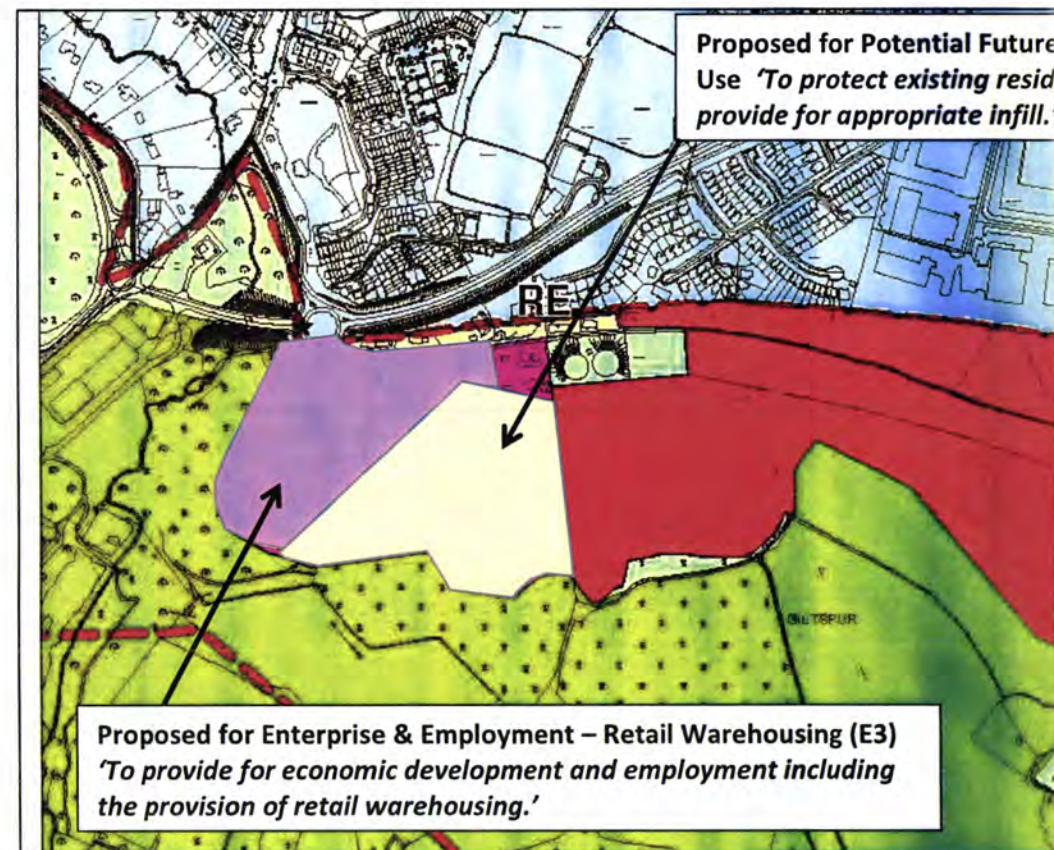 Proposed for Potential Future
Use 'To protect existing resid
provide for appropriate infill.'
RE
GILTSPUR
Proposed for Enterprise & Employment – Retail Warehousing (E3)
'To provide for economic development and employment including
the provision of retail warehousing.'